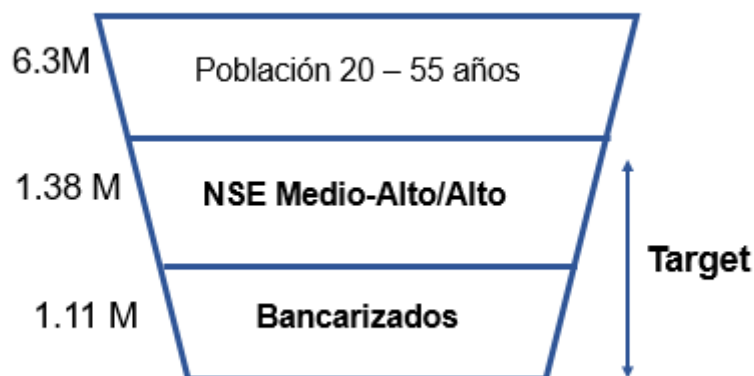 6.3M
Población 20 – 55 años
1.38 M
NSE Medio-Alto/Alto
Target
1.11 M
Bancarizados